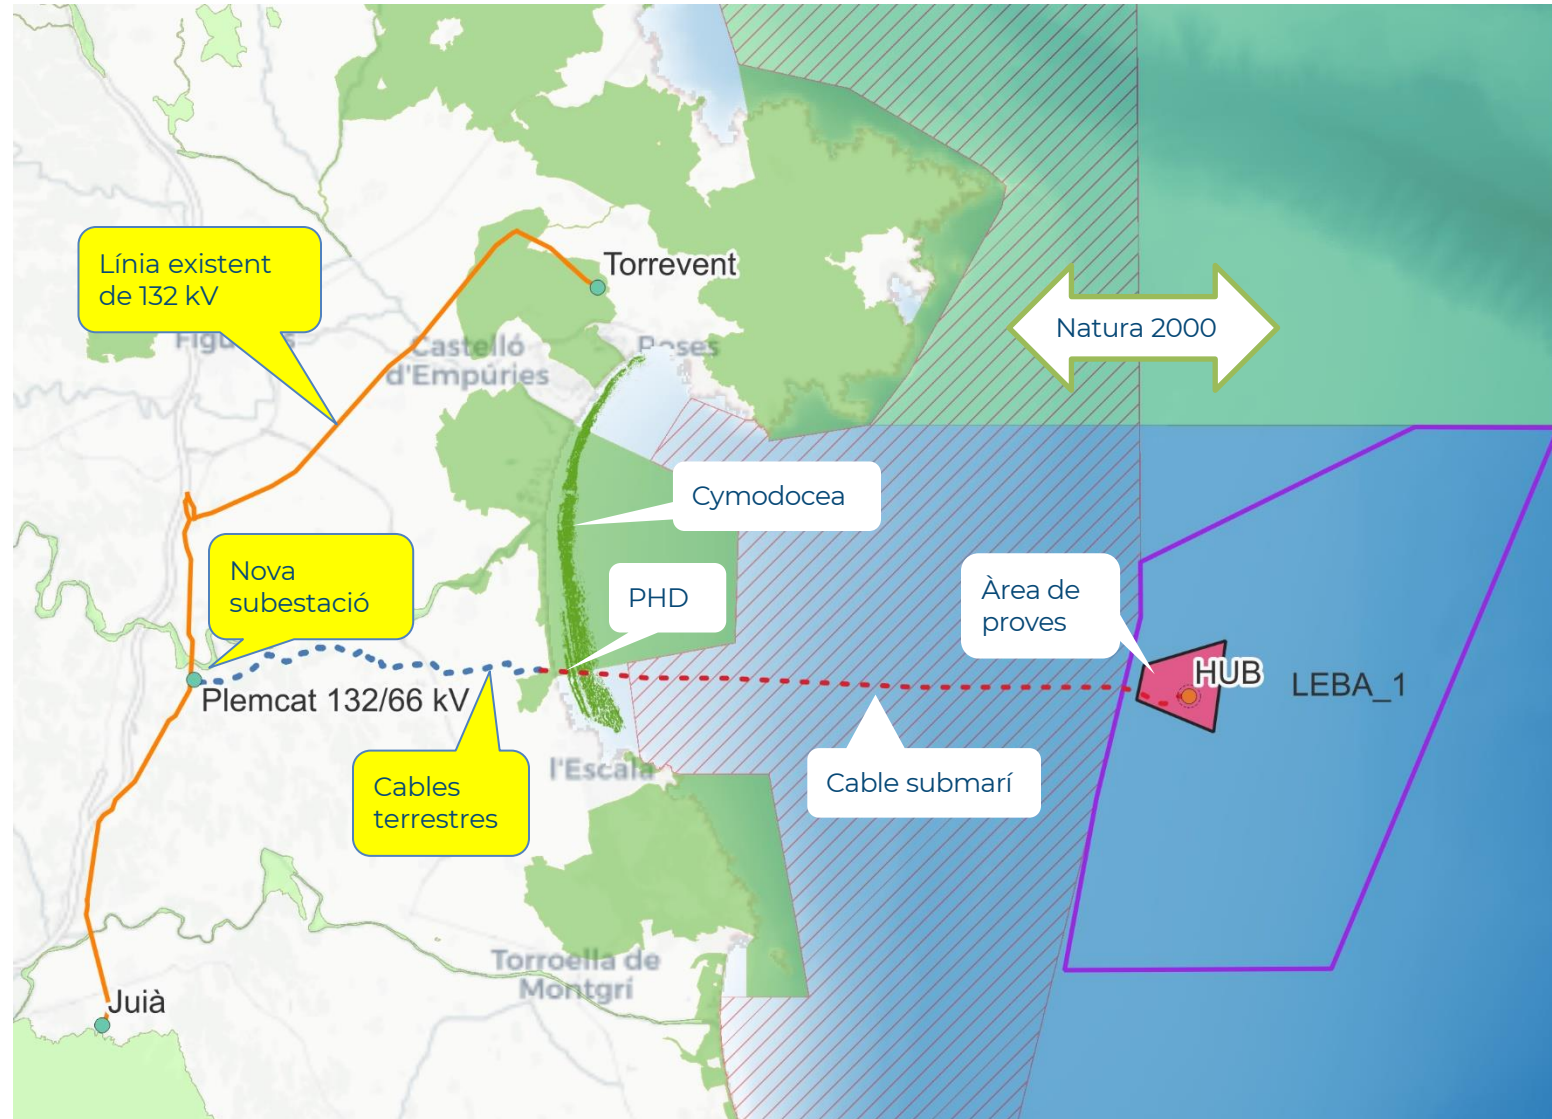 Línia existent
de 132 kV
Torrevent
Natura 2000
Castelló
d'Empúries
Roses
Cymodocea
Nova
subestació
PHD
Àrea de
proves
HUB
LEBA_1
Plemcat 132/66 kV
Cables
terrestres
l'Escala
Cable submarí
Torroella de
Montgrí
Juià